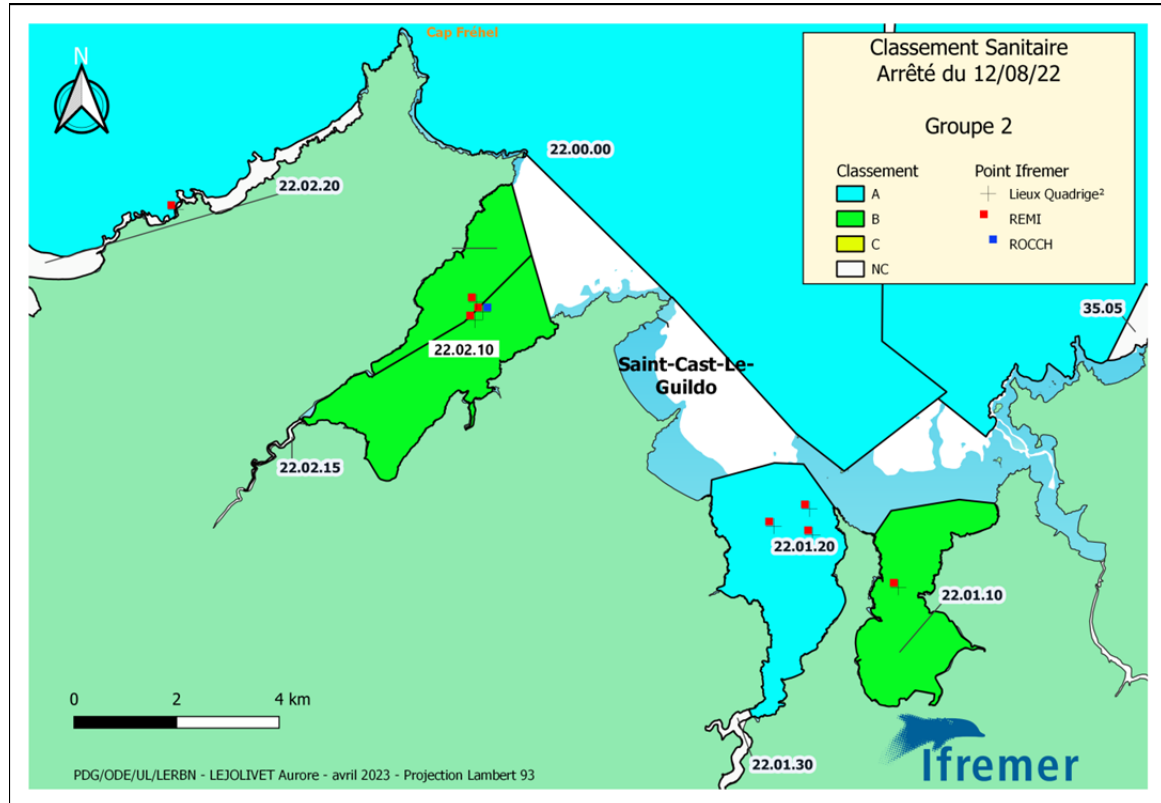 Cap Fréhel
N
Classement Sanitaire
Arrêté du 12/08/22
Groupe 2
Classement
A
B
C
NC
Point Ifremer
Lieux Quadrige²
REMI
ROCCH
22.00.00
22.02.20
35.05
22.02.10
Saint-Cast-Le-
Guildo
22.02.15
22.01.20
22.01.10
0 2 4 km
22.01.30
Ifremer
PDG/ODE/UL/LERBN - LEJOLIVET Aurore - avril 2023 - Projection Lambert 93